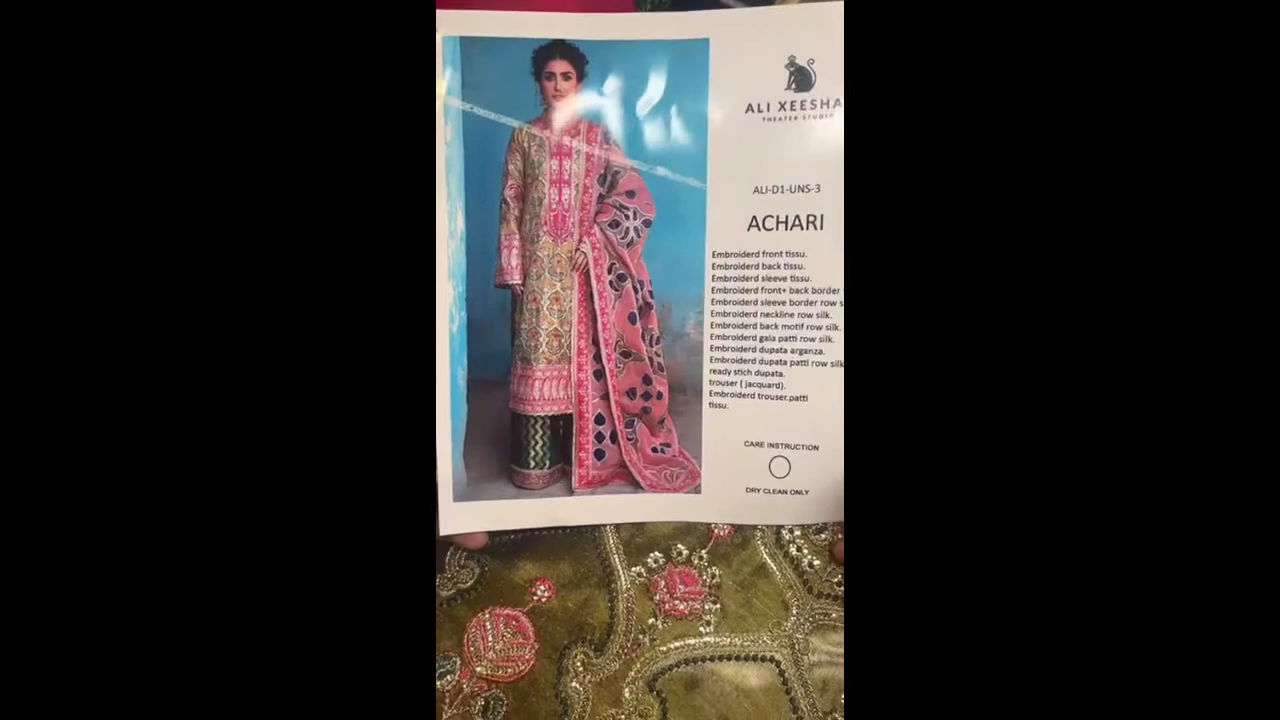 ALI XEESHA
THEATER STUDIO
ALI-D1-UNS-3
ACHARI
Embroiderd front tissu.
Embroiderd back tissu.
Embroiderd sleeve tissu.
Embroiderd front+ back border
Embroiderd sleeve border row s
Embroiderd neckline row silk.
Embroiderd back motif row silk.
Embroiderd gala patti row silk.
Embroiderd dupata arganza.
Embroiderd dupata patti row silk
ready stich dupata.
trouser ( jacquard).
Embroiderd trouser.patti
tissu.
CARE INSTRUCTION
DRY CLEAN ONLY